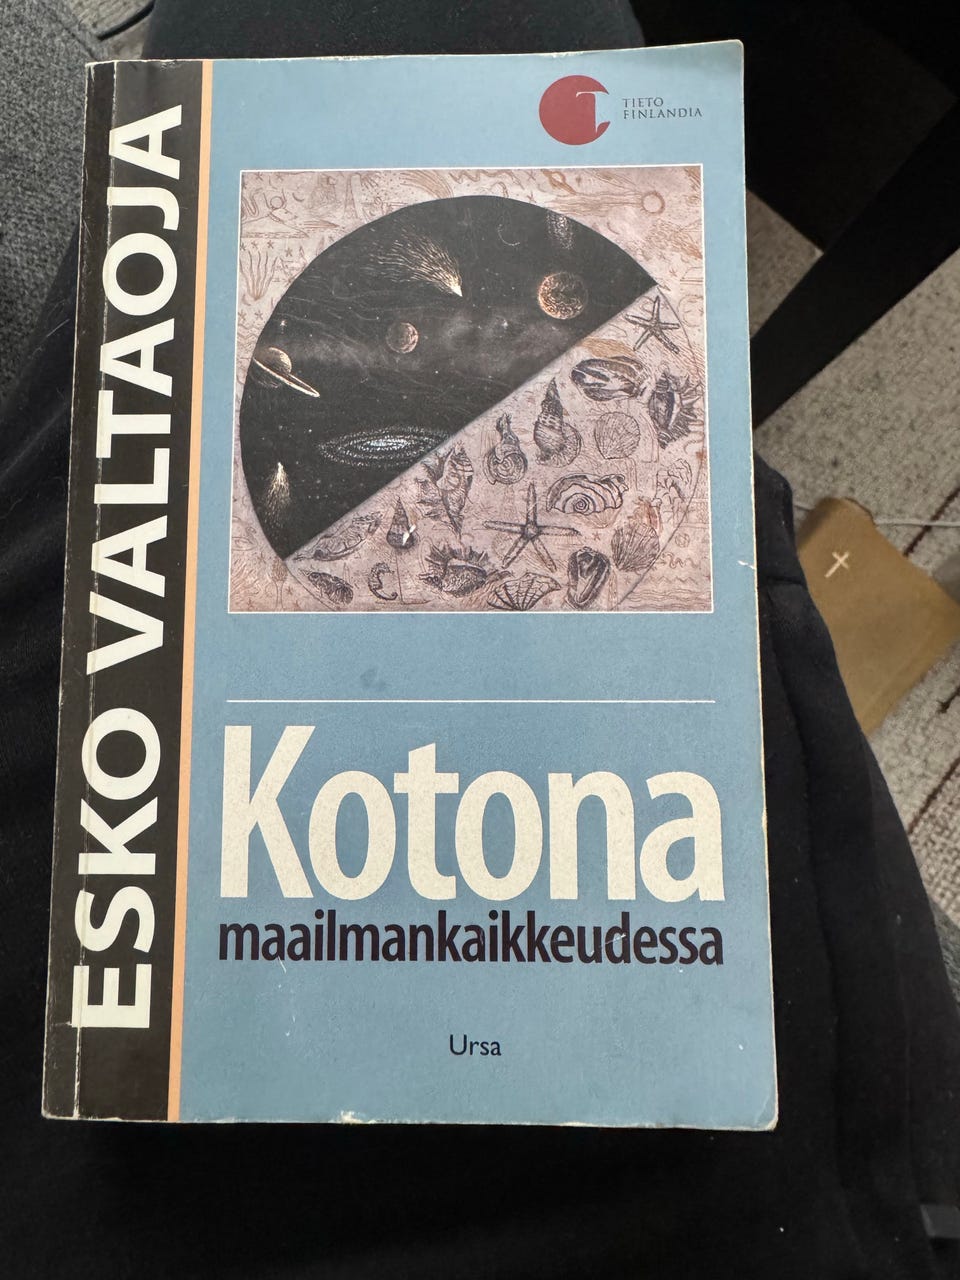 ESKO VALTAOJA
TIETO
FINLANDIA
Kotona
maailmankaikkeudessa
Ursa